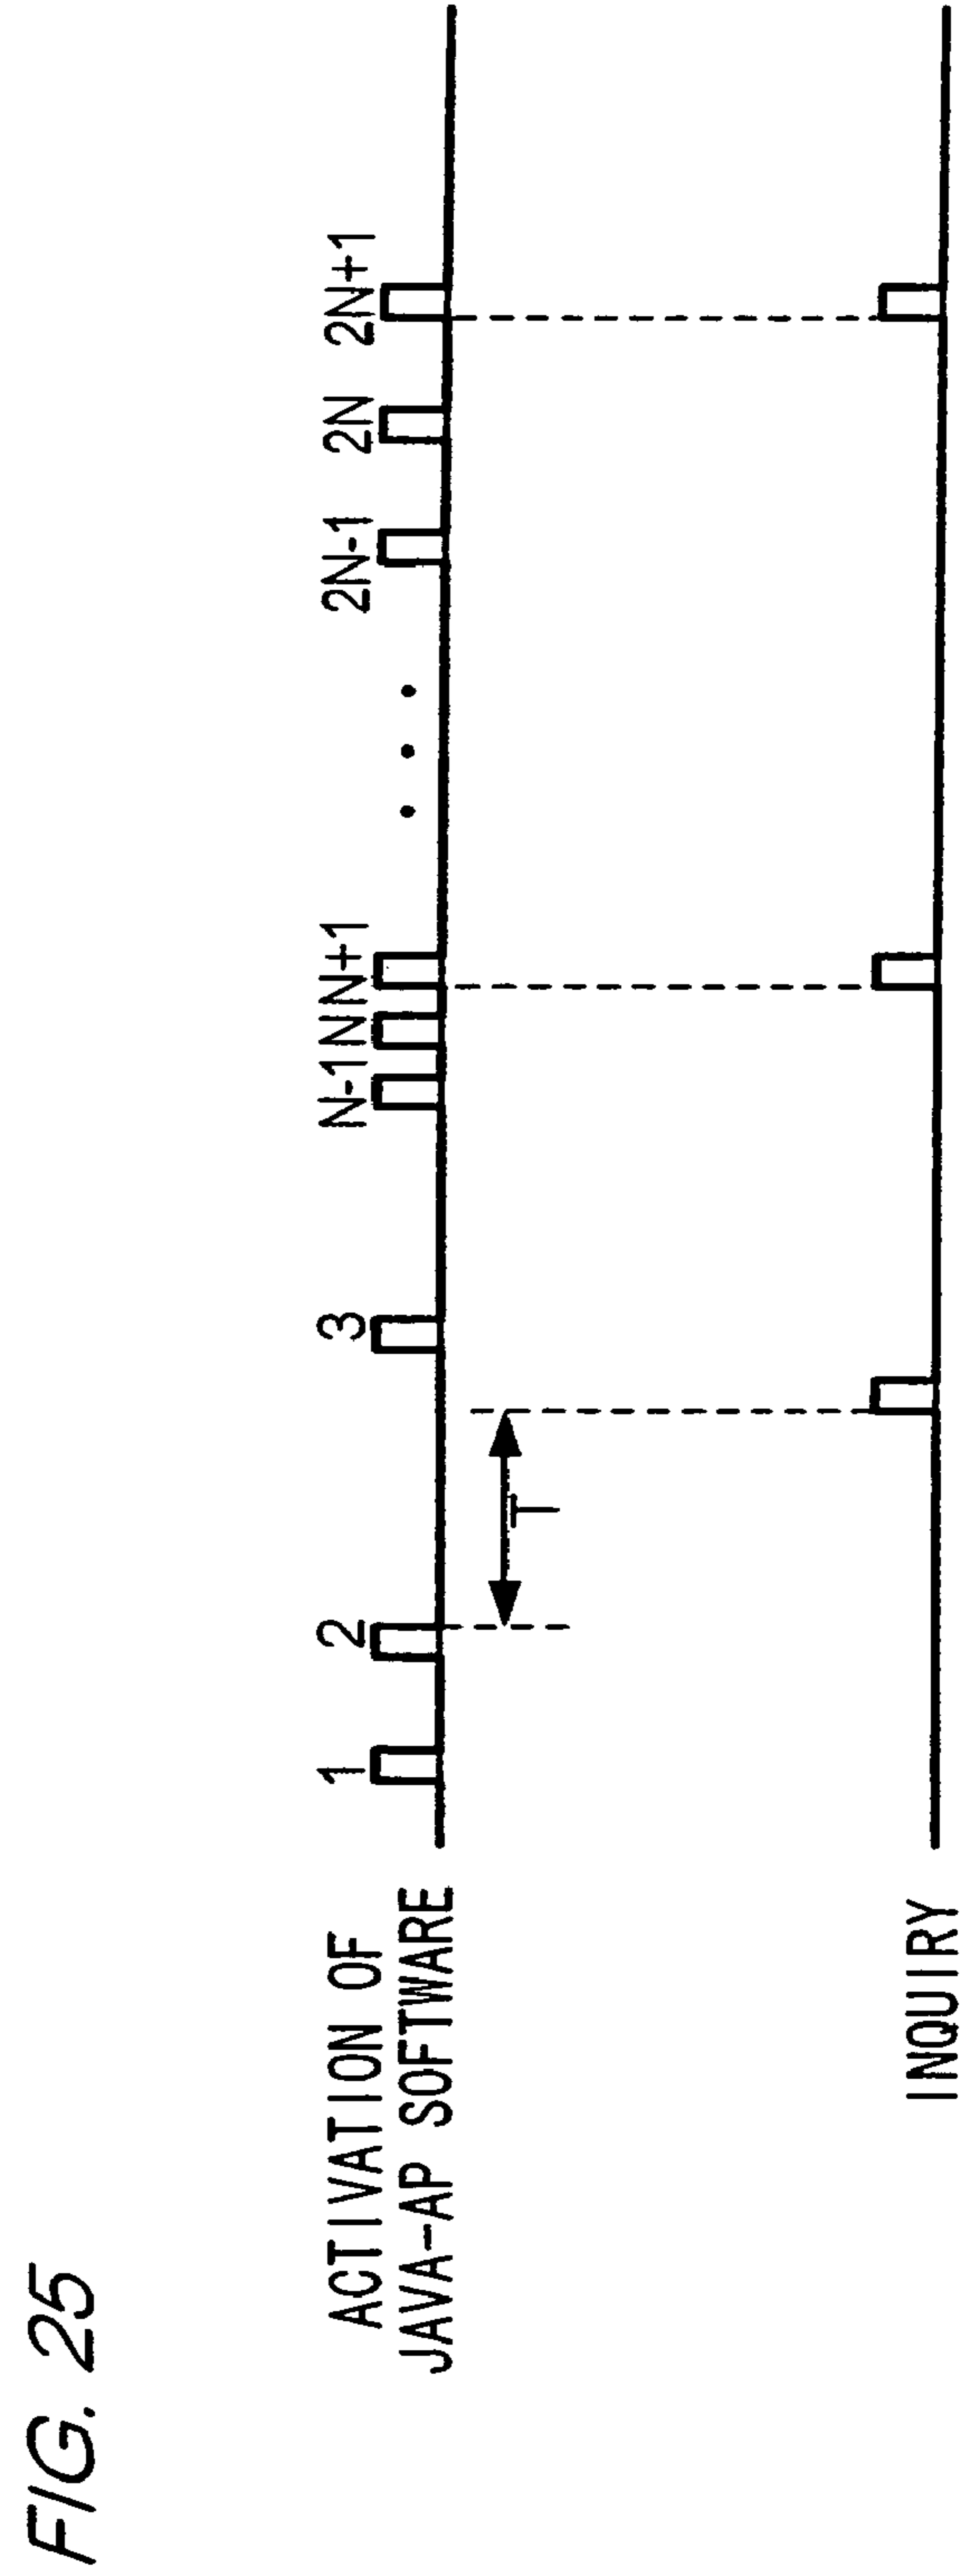 FIG. 25
ACTIVATION OF
JAVA-AP SOFTWARE
1 2 3 N-1 N N+1 2N-1 2N 2N+1
T
INQUIRY